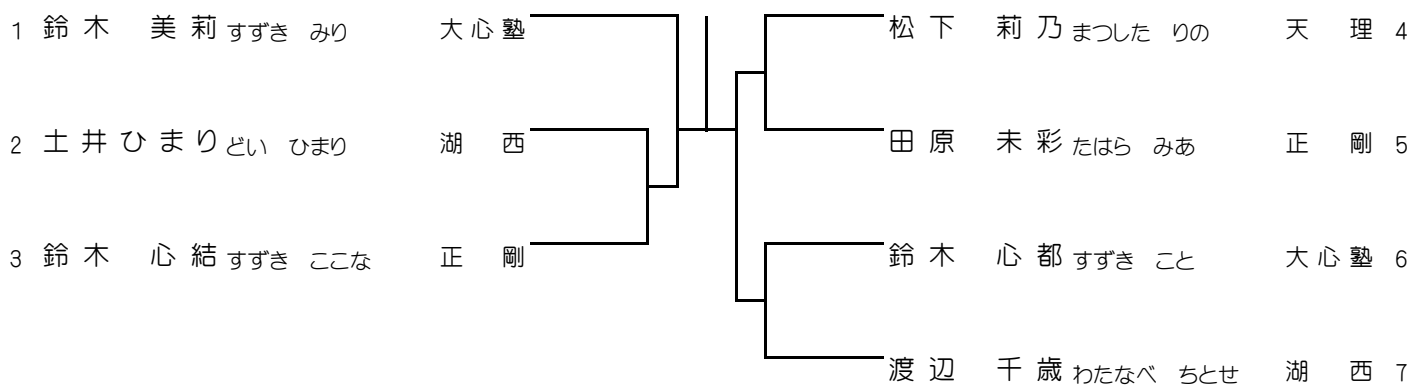 1 鈴木 美莉 すずき みり 大心塾
2 土井ひまり どい ひまり 湖西
3 鈴木 心結 すずき ここな 正剛
松下 莉乃 まつした りの 天理 4
田原 未彩 たはら みあ 正剛 5
鈴木 心都 すずき こと 大心塾 6
渡辺 千歳 わたなべ ちとせ 湖西 7